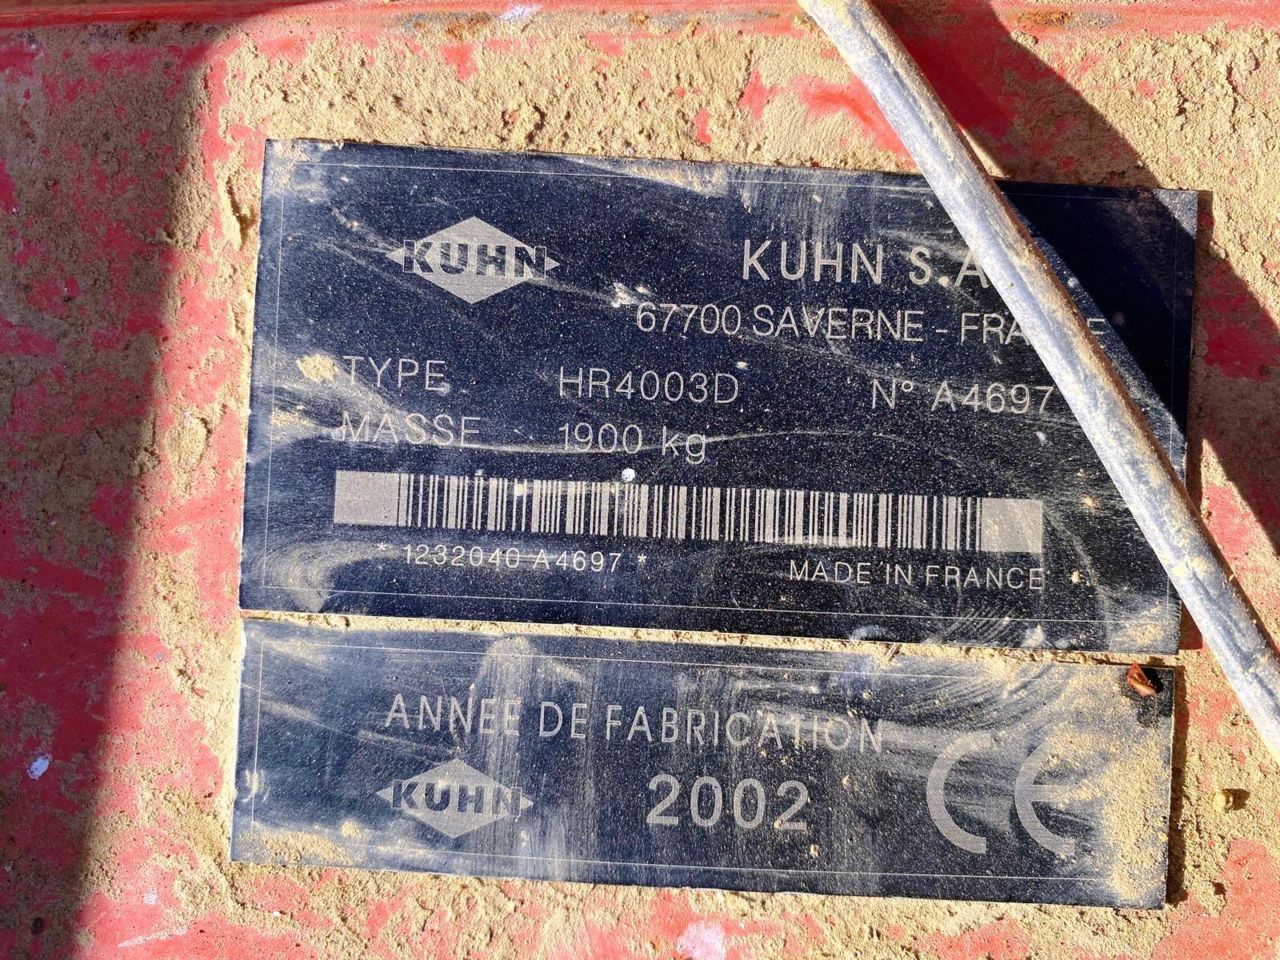 KUHN
KUHN S.A
67700 SAVERNE - FRANCE
TYPE HR4003D N° A4697
MASSE 1900 kg
* 1232040 A4697 *
MADE IN FRANCE
ANNEE DE FABRICATION
KUHN
2002
CE